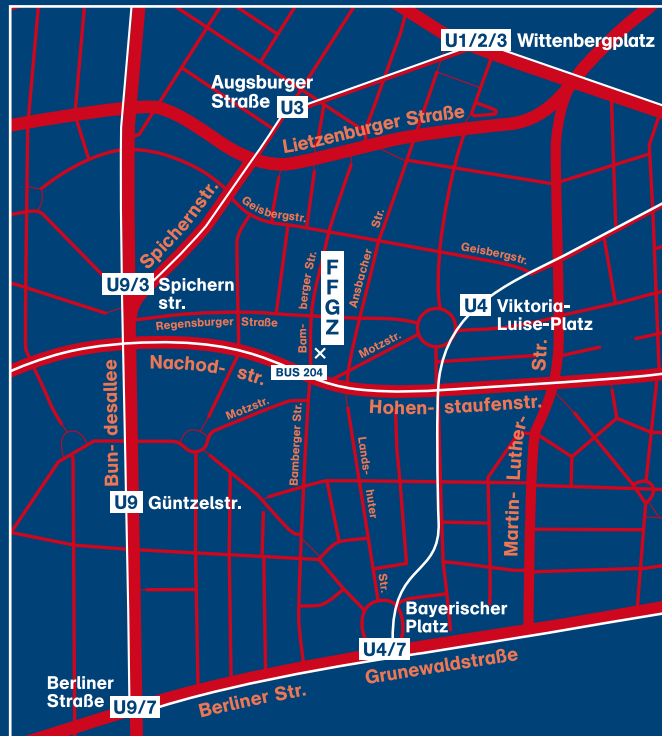 U1/2/3 Wittenbergplatz
Augsburger
Straße U3
Lietzenburger Straße
Spichernstr.
Geisbergstr.
Geisbergstr.
Ansbacher Str.
Bam- berger Str.
F
F
G
Z
U9/3 Spichern
str.
U4 Viktoria-
Luise-Platz
Regensburger Straße
Motzstr.
Nachod- str.
BUS 204
Hohen- staufenstr.
Motzstr.
Bamberger Str.
Bun- desallee
Lands- huter Str.
Martin- Luther- Str.
U9 Güntzelstr.
Bayerischer
Platz
U4/7
Grunewaldstraße
Berliner
Straße U9/7
Berliner Str.